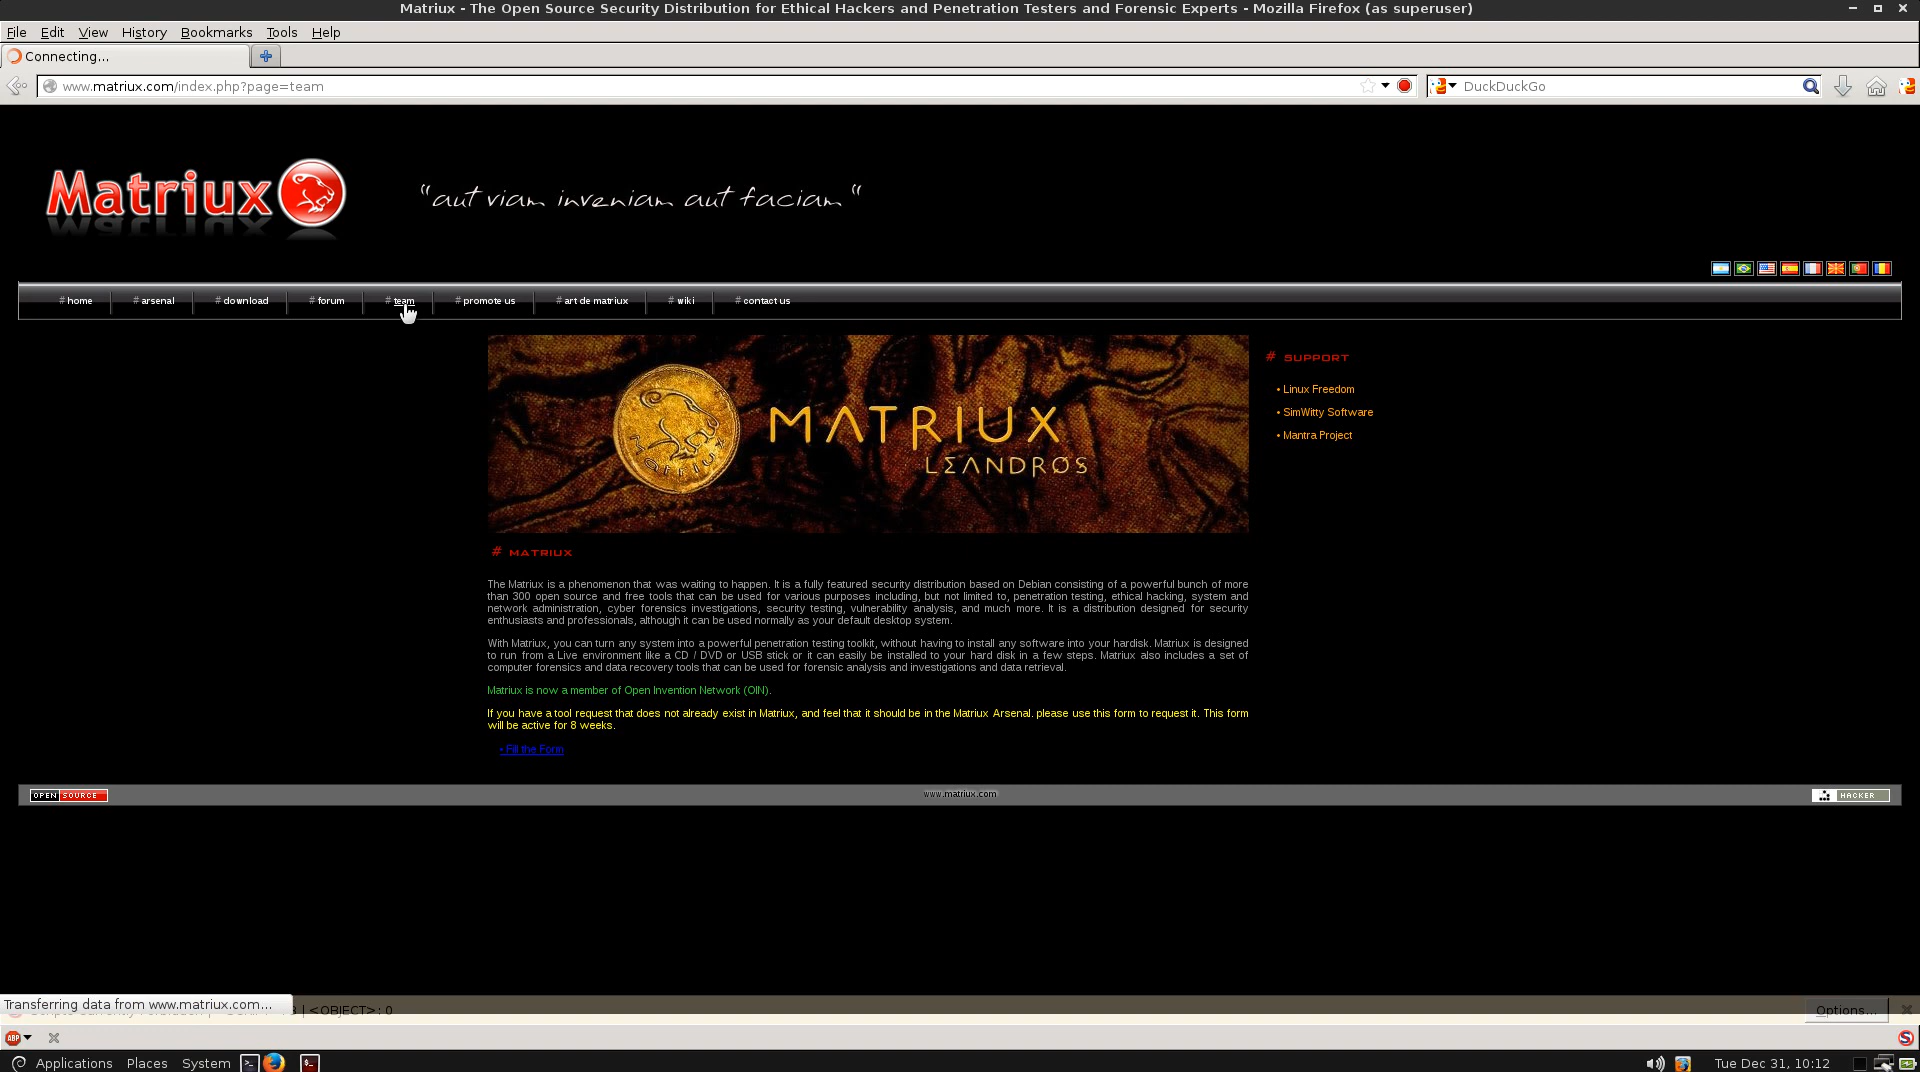 Matriux - The Open Source Security Distribution for Ethical Hackers and Penetration Testers and Forensic Experts - Mozilla Firefox (as superuser)
File Edit View History Bookmarks Tools Help
Connecting...
www.matriux.com/index.php?page=team
DuckDuckGo
Matriux
"aut viam inveniam aut faciam"
# home # arsenal # download # forum # team # promote us # art de matriux # wiki # contact us
MATRIUX
LEANDROS
# SUPPORT
• Linux Freedom
• SimWitty Software
• Mantra Project
# MATRIUX
The Matriux is a phenomenon that was waiting to happen. It is a fully featured security distribution based on Debian consisting of a powerful bunch of more
than 300 open source and free tools that can be used for various purposes including, but not limited to, penetration testing, ethical hacking, system and
network administration, cyber forensics investigations, security testing, vulnerability analysis, and much more. It is a distribution designed for security
enthusiasts and professionals, although it can be used normally as your default desktop system.
With Matriux, you can turn any system into a powerful penetration testing toolkit, without having to install any software into your hardisk. Matriux is designed
to run from a Live environment like a CD / DVD or USB stick or it can easily be installed to your hard disk in a few steps. Matriux also includes a set of
computer forensics and data recovery tools that can be used for forensic analysis and investigations and data retrieval.
Matriux is now a member of Open Invention Network (OIN).
If you have a tool request that does not already exist in Matriux, and feel that it should be in the Matriux Arsenal. please use this form to request it. This form
will be active for 8 weeks.
• Fill the Form
OPEN SOURCE
www.matriux.com
HACKER
Transferring data from www.matriux.com...
| <OBJECT>: 0
Options...
ABP
Applications Places System
Tue Dec 31, 10:12